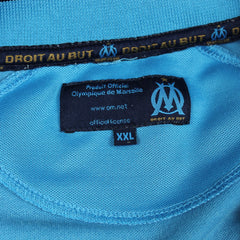 DROIT AU BUT DROIT AU BUT
Produit Officiel
Olympique de Marseille
www.om.net
official license
DROIT AU BUT
XXL